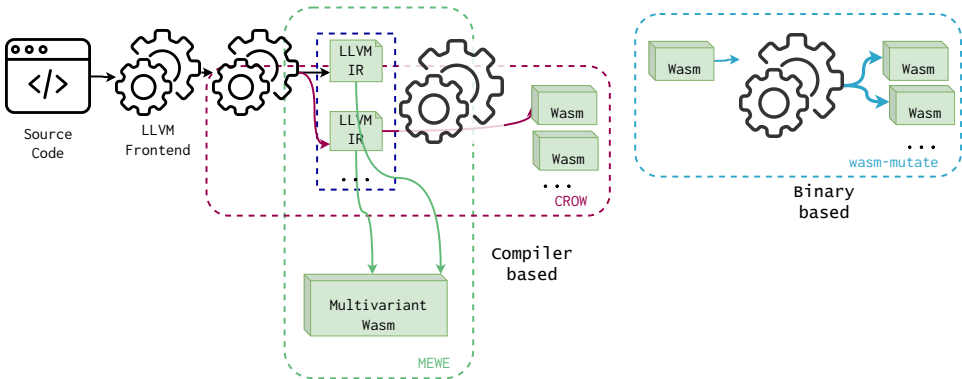 Source
Code
LLVM
Frontend
LLVM
IR
LLVM
IR
...
Wasm
Wasm
...
CROW
Compiler
based
Multivariant
Wasm
MEWE
Wasm
Wasm
Wasm
...
wasm-mutate
Binary
based